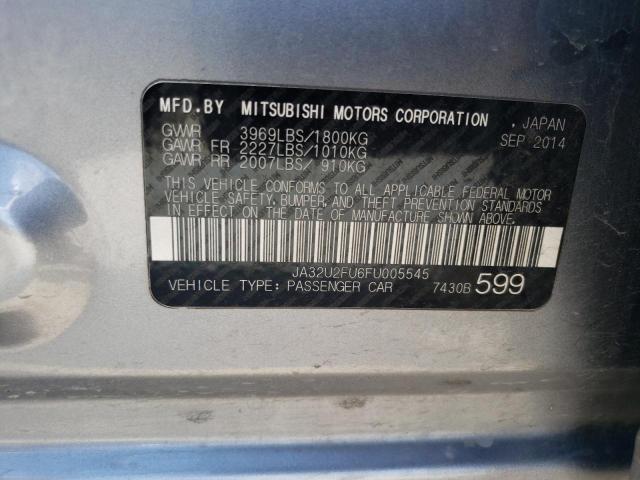 MFD.BY MITSUBISHI MOTORS CORPORATION . JAPAN
GVWR 3969LBS/1800KG SEP 2014
GAWR FR 2227LBS/1010KG
GAWR RR 2007LBS/ 910KG
THIS VEHICLE CONFORMS TO ALL APPLICABLE FEDERAL MOTOR
VEHICLE SAFETY, BUMPER, AND THEFT PREVENTION STANDARDS
IN EFFECT ON THE DATE OF MANUFACTURE SHOWN ABOVE.
JA32U2FU6FU005545
VEHICLE TYPE: PASSENGER CAR 7430B 599